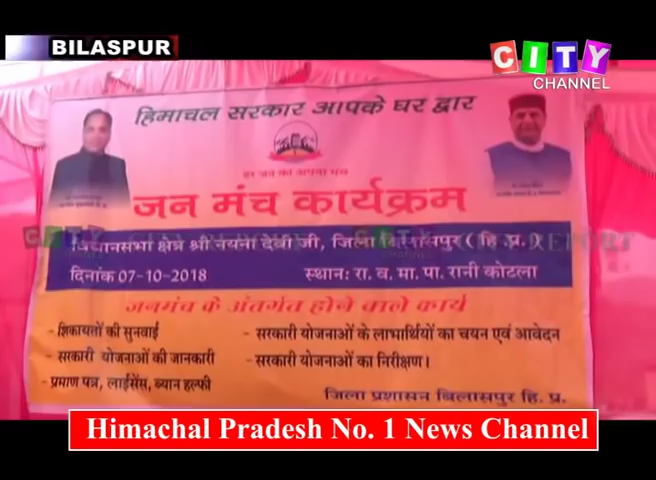 BILASPUR
CITY
CHANNEL
हिमाचल सरकार आपके घर द्वार
हर जन का अपना मंच
जन मंच कार्यक्रम
विधानसभा क्षेत्र श्री नयना देवी जी, जिला बिलासपुर (हि.प्र.)
दिनांक 07-10-2018 स्थान: रा. व. मा. पा. रानी कोटला
जनमंच के अंतर्गत होने वाले कार्य
- शिकायतों की सुनवाई - सरकारी योजनाओं के लाभार्थियों का चयन एवं आवेदन
- सरकारी योजनाओं की जानकारी - सरकारी योजनाओं का निरीक्षण।
- प्रमाण पत्र, लाईसेंस, ब्यान हल्फी
जिला प्रशासन बिलासपुर हि. प्र.
Himachal Pradesh No. 1 News Channel